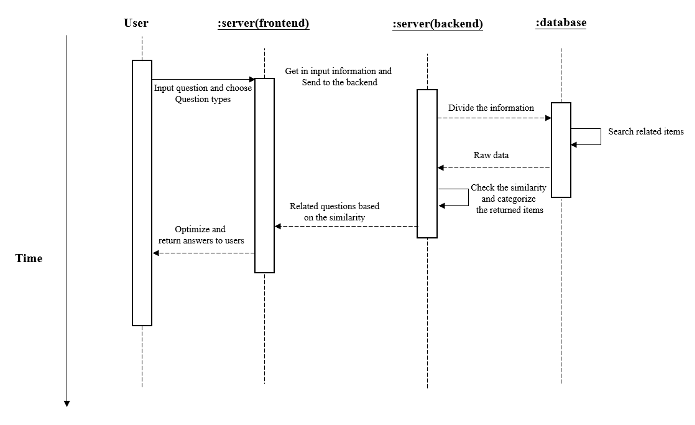 User
:server(frontend)
:server(backend)
:database
Get in input information and
Send to the backend
Input question and choose
Question types
Divide the information
Search related items
Raw data
Check the similarity
and categorize
the returned items
Related questions based
on the similarity
Optimize and
return answers to users
Time